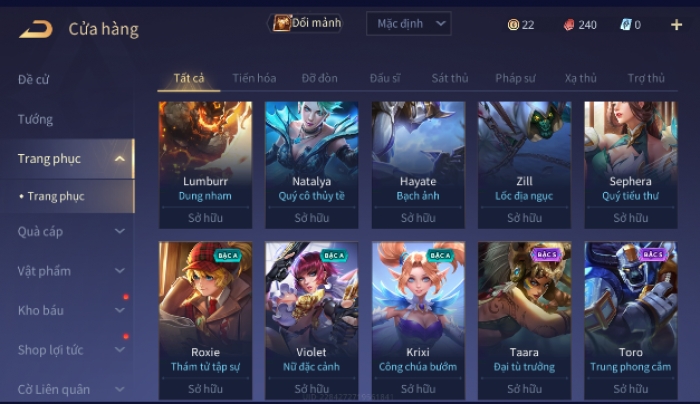 Cửa hàng
Đổi mảnh
Mặc định
22
240
0
+
Đề cử
Tướng
Trang phục
• Trang phục
Quà cáp
Vật phẩm
Kho báu
Shop lợi tức
Cờ Liên quân
Tất cả Tiến hóa Đỡ đòn Đấu sĩ Sát thủ Pháp sư Xạ thủ Trợ thủ
Lumburr
Dung nham
Sở hữu
Natalya
Quý cô thủy tề
Sở hữu
Hayate
Bạch ảnh
Sở hữu
Zill
Lốc địa ngục
Sở hữu
Sephera
Quý tiểu thư
Sở hữu
BẬC A
Roxie
Thám tử tập sự
Sở hữu
BẬC A
Violet
Nữ đặc cảnh
Sở hữu
BẬC A
Krixi
Công chúa bướm
Sở hữu
BẬC S
Taara
Đại tù trưởng
Sở hữu
BẬC S
Toro
Trung phong cắm
Sở hữu